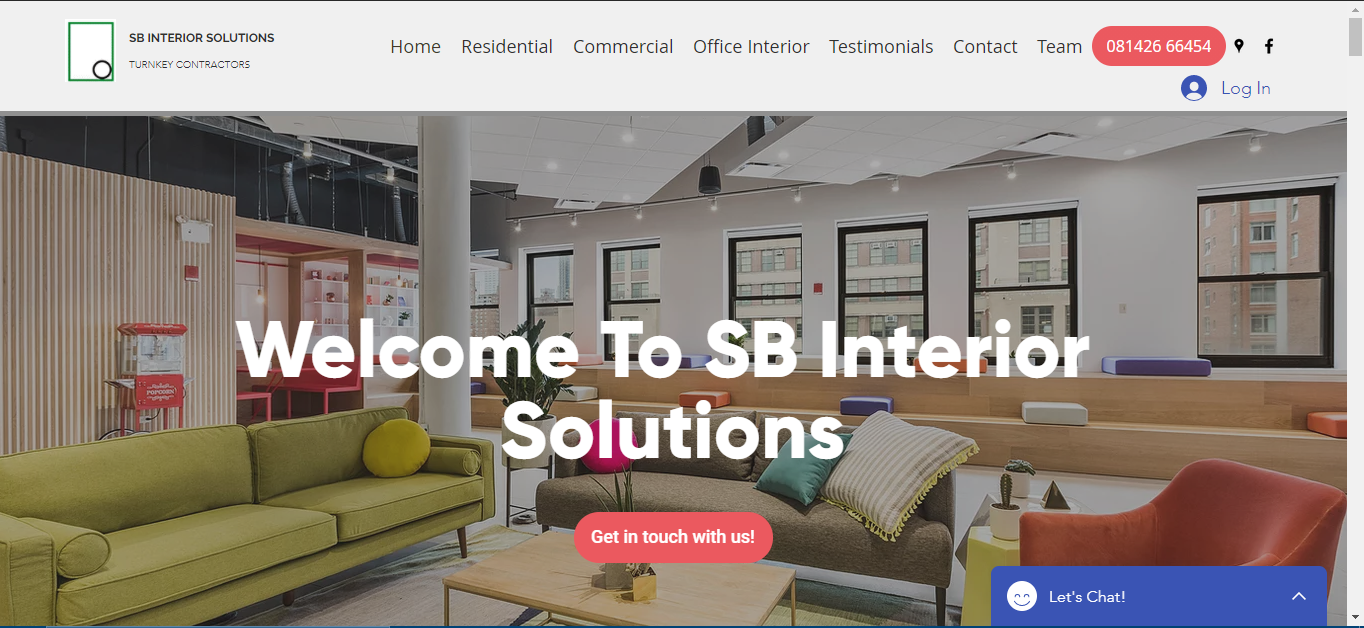 SB INTERIOR SOLUTIONS
TURNKEY CONTRACTORS
Home Residential Commercial Office Interior Testimonials Contact Team 081426 66454
Log In
Welcome To SB Interior
Solutions
POPCORN
Get in touch with us!
Let's Chat!